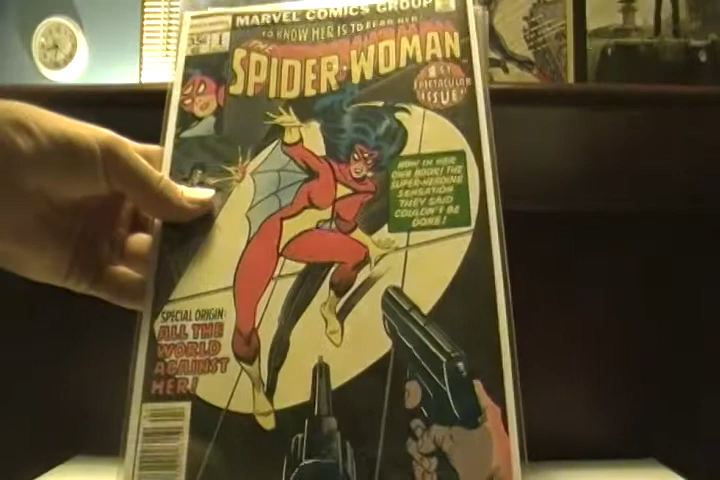 MARVEL COMICS GROUP
TO KNOW HER IS TO FEAR HER
THE
SPIDER-WOMAN
1
1ST
SPECTACULAR
ISSUE!
NOW IN HER
OWN BOOK! THE
SUPER-HEROINE
SENSATION
THEY SAID
COULDN'T BE
DONE!
SPECIAL ORIGIN:
ALL THE
WORLD
AGAINST
HER!